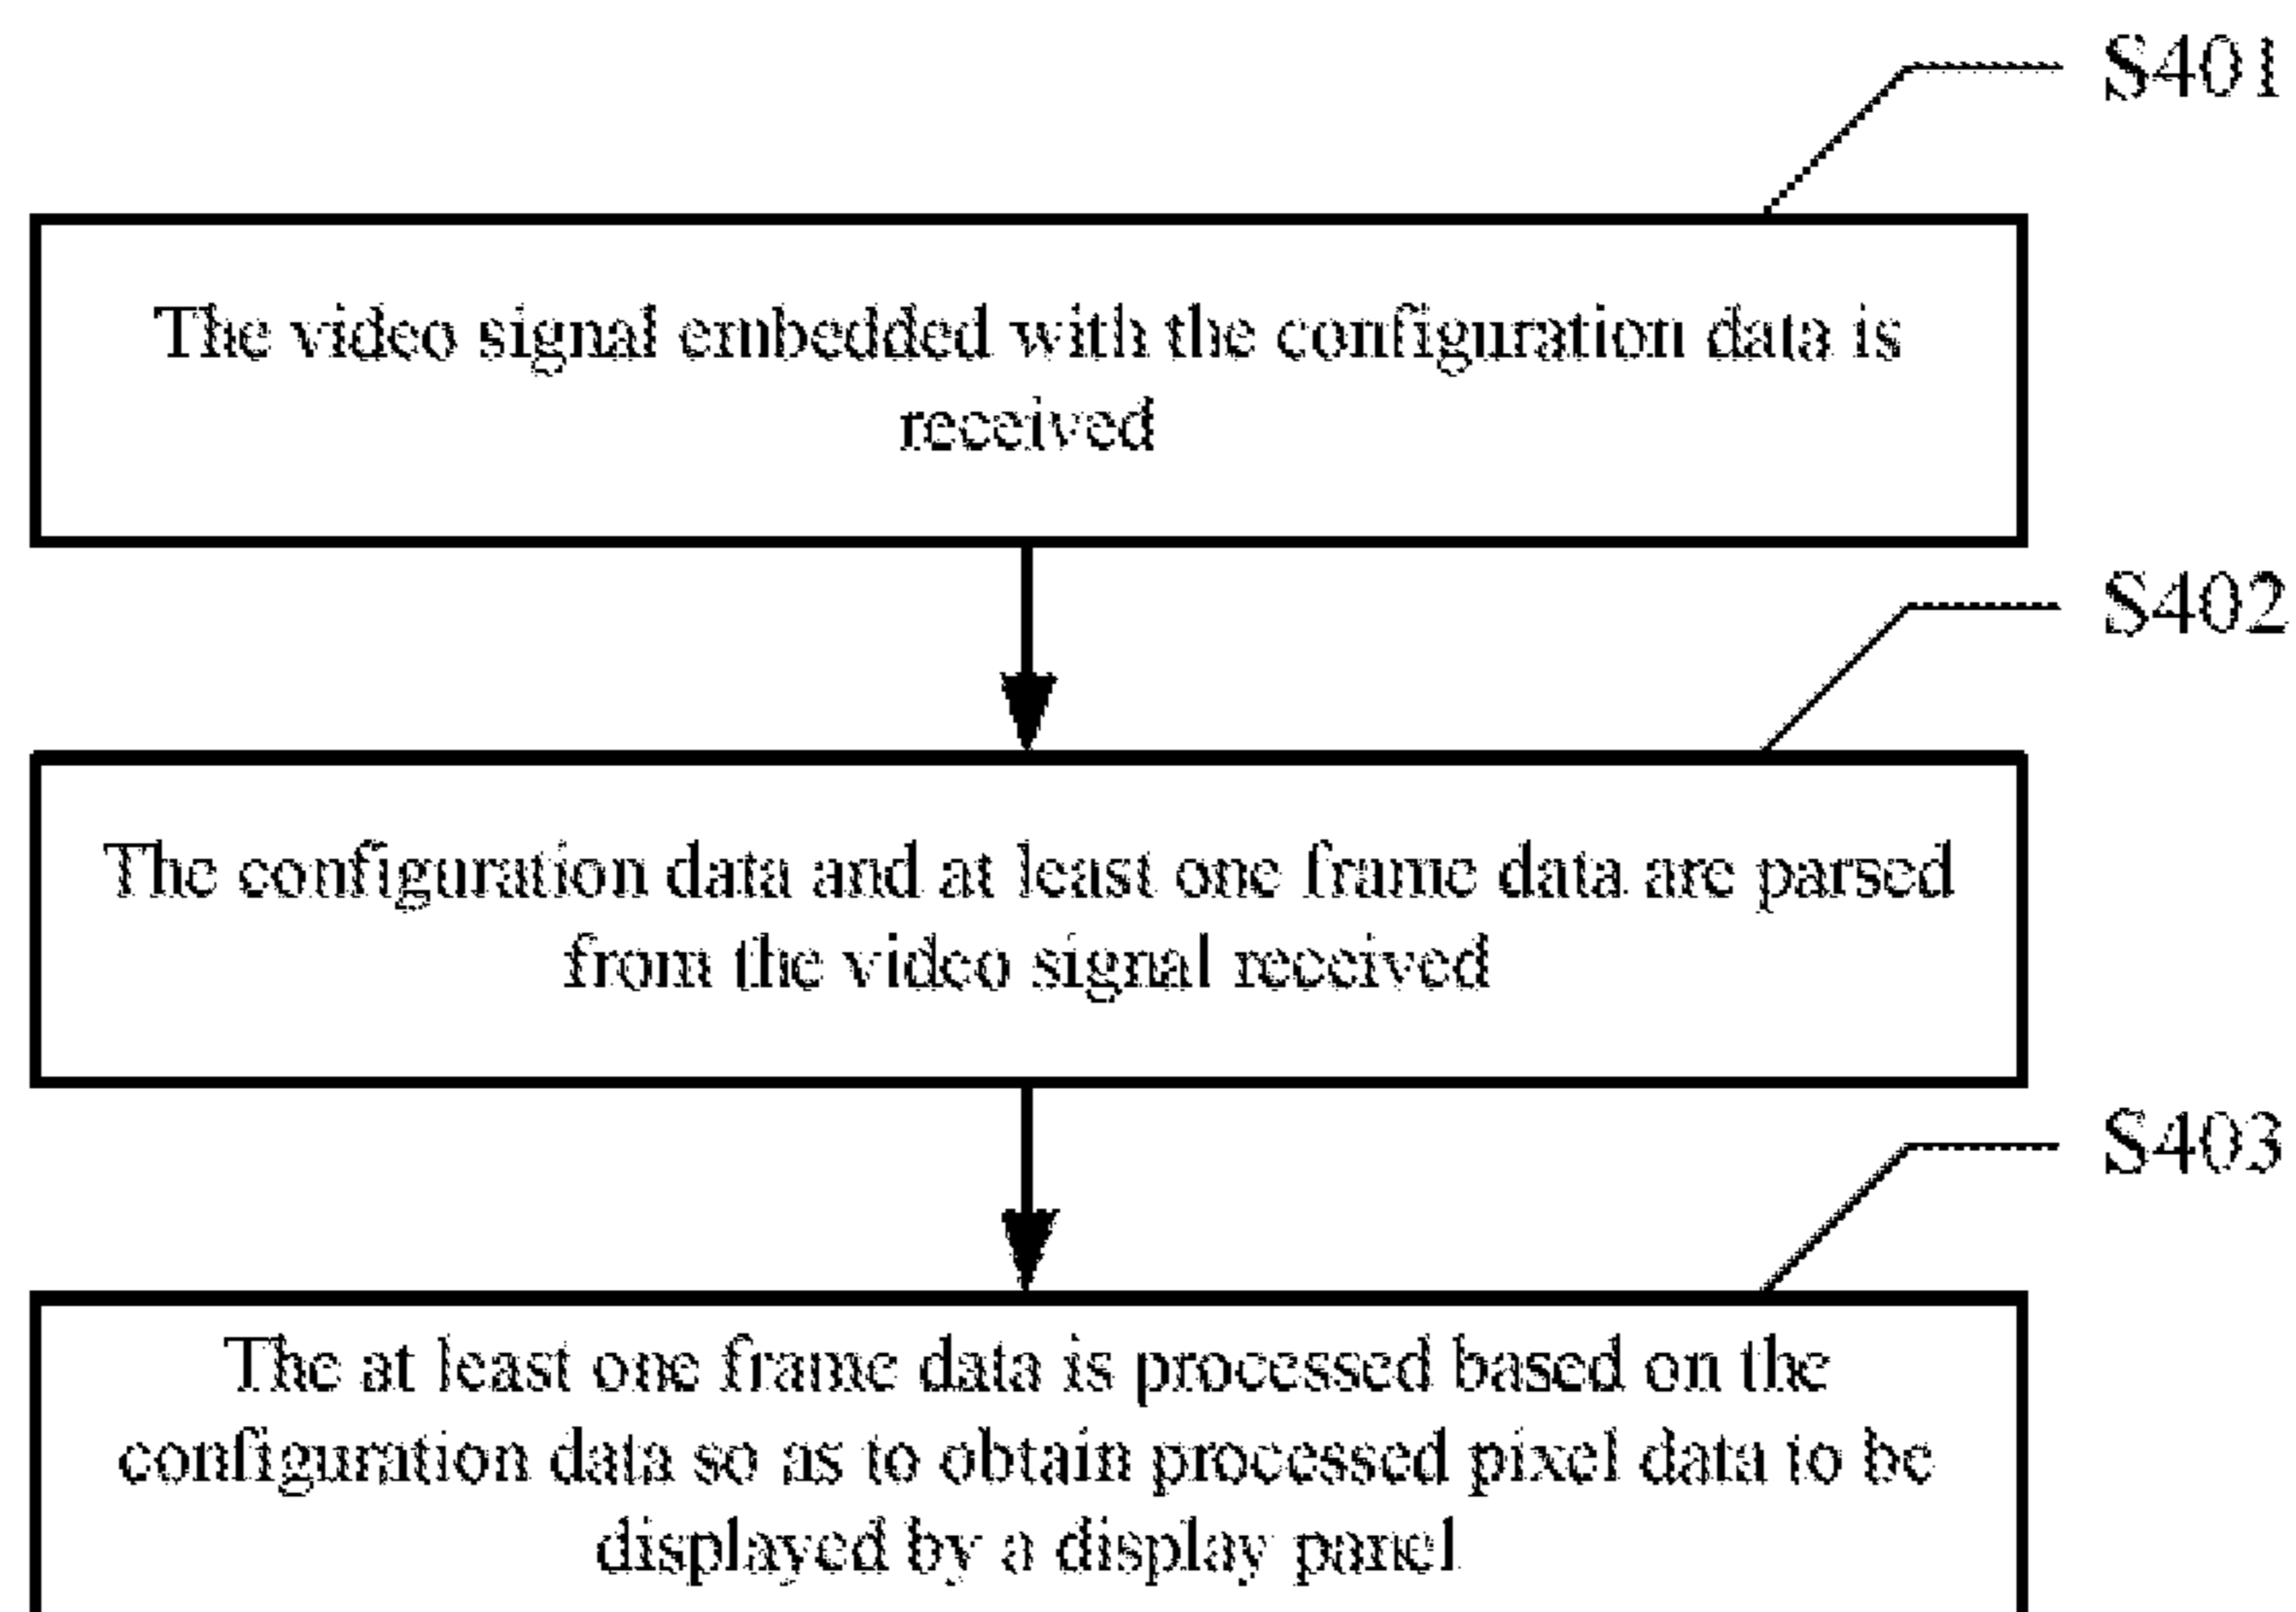 S401
The video signal embedded with the configuration data is
received
S402
The configuration data and at least one frame data are parsed
from the video signal received
S403
The at least one frame data is processed based on the
configuration data so as to obtain processed pixel data to be
displayed by a display panel